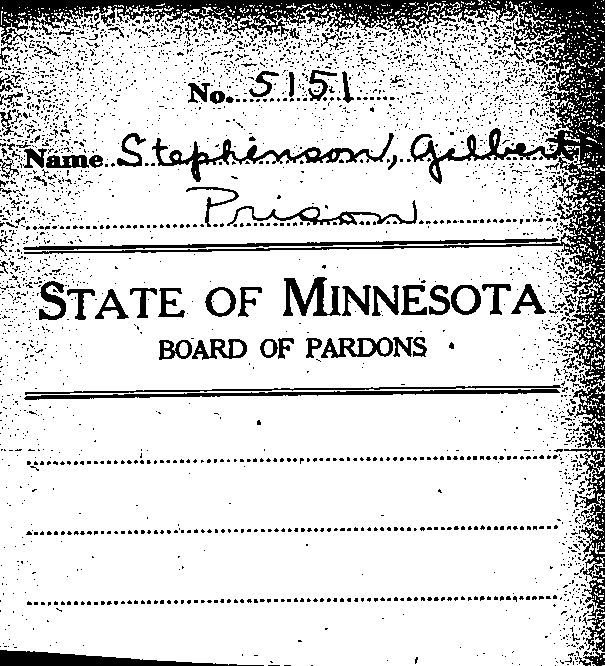 No. 5151
Name Stephenson, Gilbert
Prison
STATE OF MINNESOTA
BOARD OF PARDONS